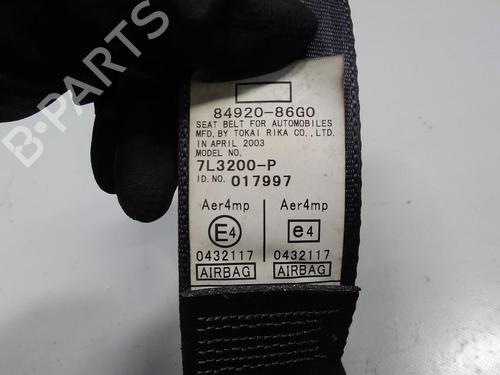 84920-86G0
SEAT BELT FOR AUTOMOBILES
MFD. BY TOKAI RIKA CO., LTD.
IN APRIL 2003
MODEL NO.
7L3200-P
ID. NO. 017997
Aer4mp Aer4mp
E4 e4
0432117 0432117
AIRBAG AIRBAG
B-PARTS